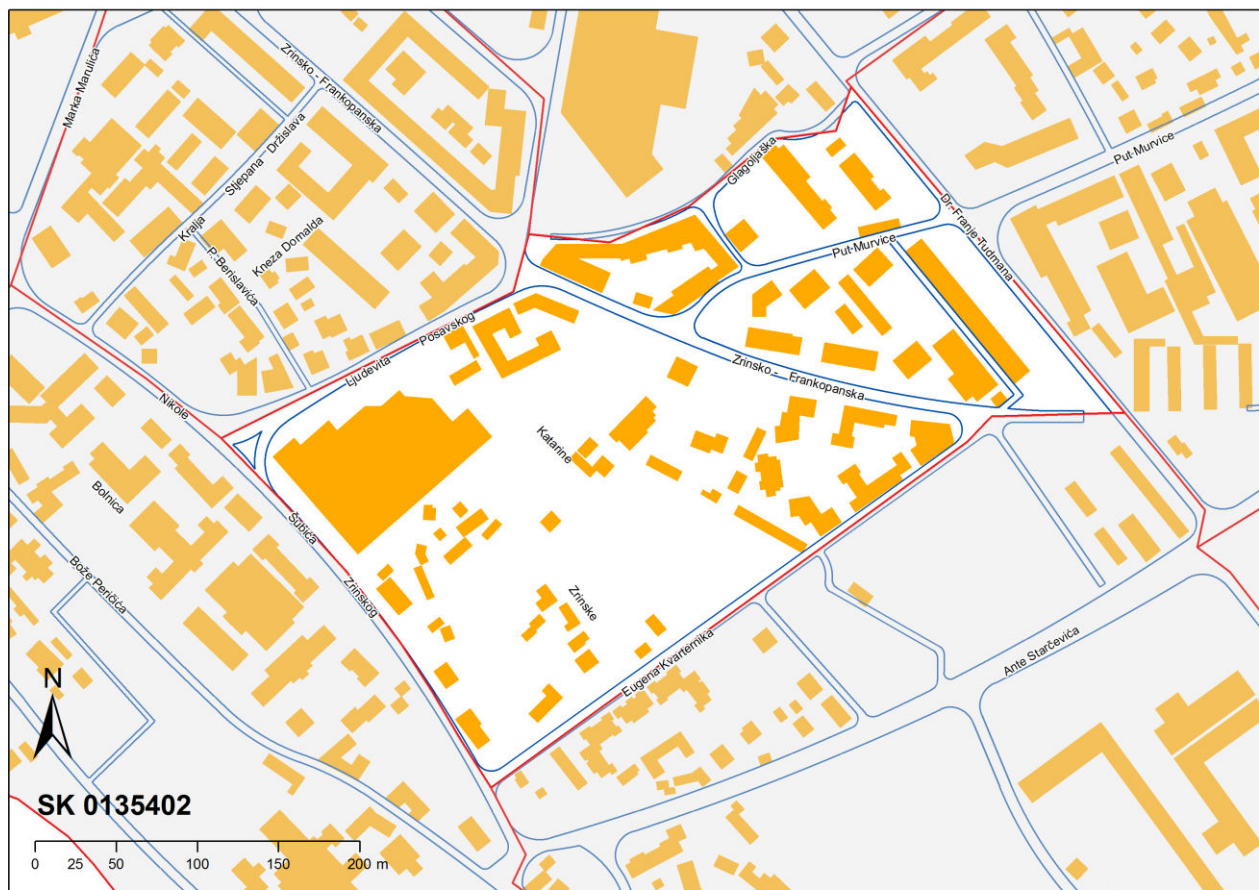 Marka Marulića
Zrinsko - Frankopanska
Kralja Stjepana Držislava
Kneza Domalda
P. Berislavića
Glagoljaška
Put-Murvice
Dr. Franje Tuđmana
Put-Murvice
Ljudevita Posavskog
Zrinsko - Frankopanska
Nikole Šubića Zrinskog
Katarine Zrinske
Bolnica
Bože Peričića
Eugena Kvarternika
Ante Starčevića
N
SK 0135402
0 25 50 100 150 200 m